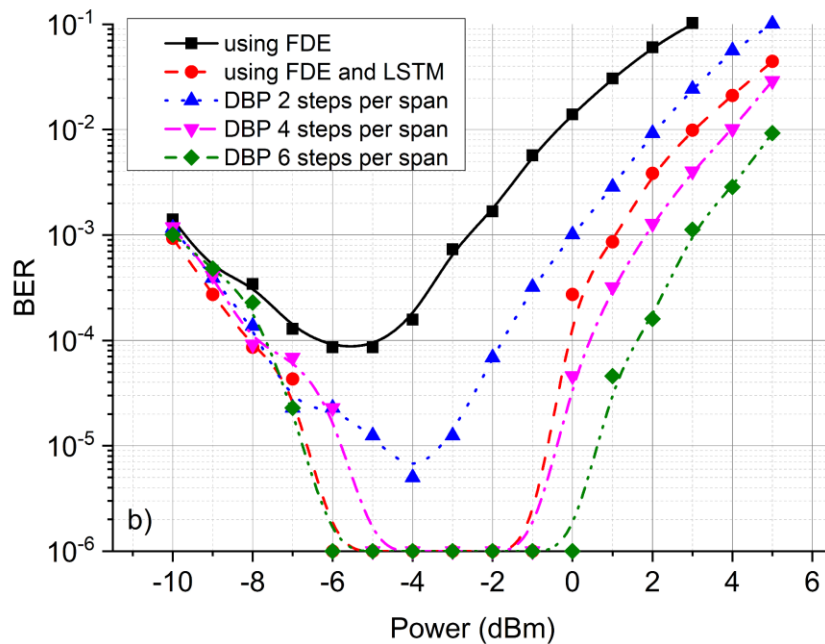 10⁻¹
10⁻²
10⁻³
10⁻⁴
10⁻⁵
10⁻⁶
BER
using FDE
using FDE and LSTM
DBP 2 steps per span
DBP 4 steps per span
DBP 6 steps per span
b)
-10 -8 -6 -4 -2 0 2 4 6
Power (dBm)